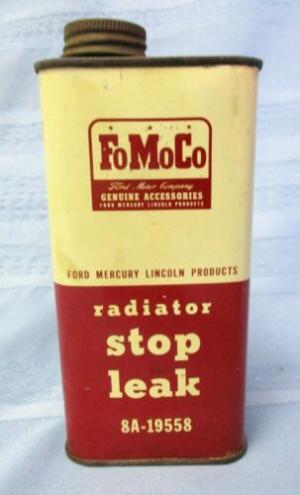 FoMoCo
Ford Motor Company
GENUINE ACCESSORIES
FORD MERCURY LINCOLN PRODUCTS
FORD MERCURY LINCOLN PRODUCTS
radiator
stop
leak
8A-19558